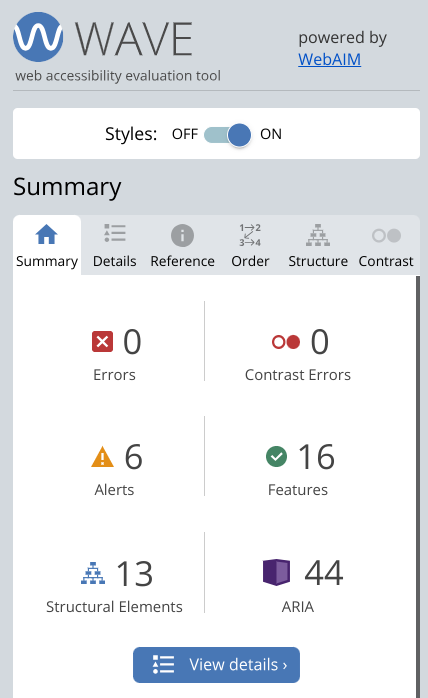 WAVE
web accessibility evaluation tool
powered by
WebAIM
Styles: OFF ON
Summary
1→2
3→4
Summary Details Reference Order Structure Contrast
0 0
Errors Contrast Errors
6 16
Alerts Features
13 44
Structural Elements ARIA
View details ›